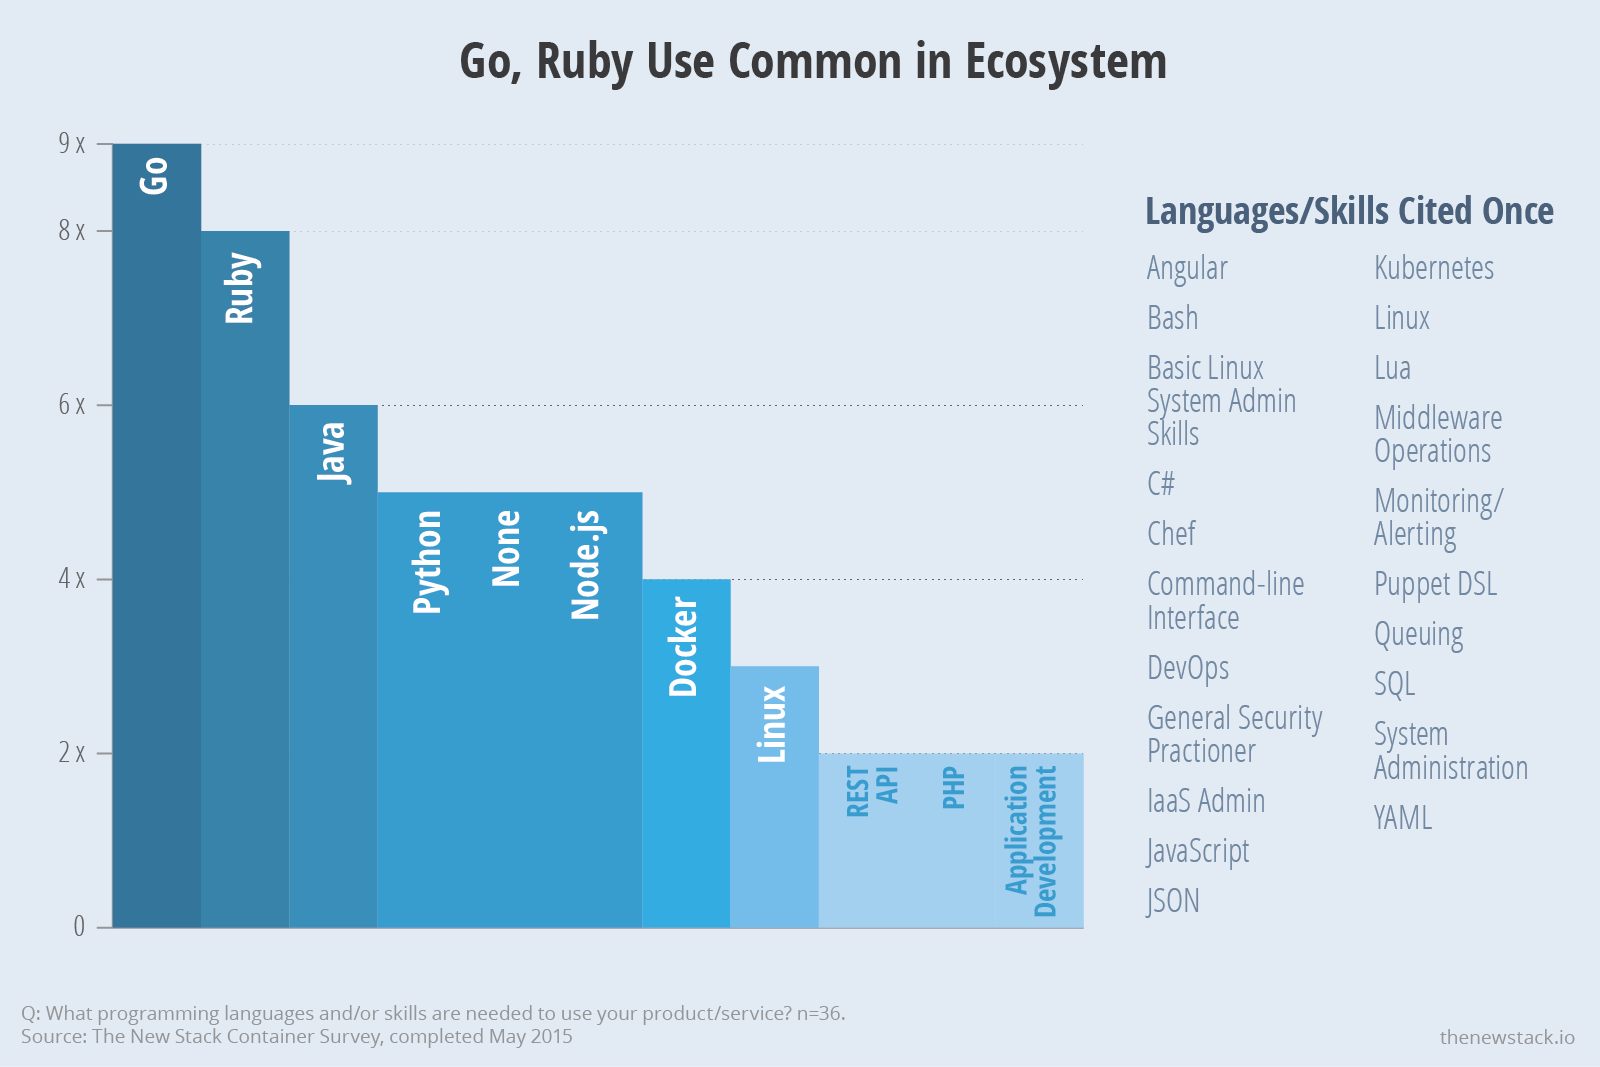 Go, Ruby Use Common in Ecosystem
9 x
8 x
6 x
4 x
2 x
0
Go
Ruby
Java
Python
None
Node.js
Docker
Linux
REST
API
PHP
Application
Development
Languages/Skills Cited Once
Angular
Bash
Basic Linux
System Admin
Skills
C#
Chef
Command-line
Interface
DevOps
General Security
Practioner
IaaS Admin
JavaScript
JSON
Kubernetes
Linux
Lua
Middleware
Operations
Monitoring/
Alerting
Puppet DSL
Queuing
SQL
System
Administration
YAML
Q: What programming languages and/or skills are needed to use your product/service? n=36.
Source: The New Stack Container Survey, completed May 2015
thenewstack.io